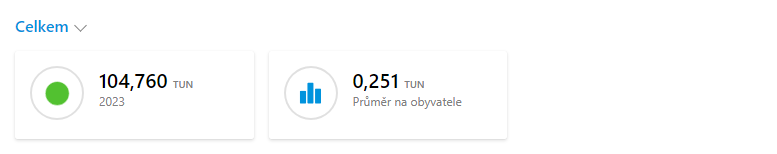 Celkem
104,760 TUN
2023
0,251 TUN
Průměr na obyvatele